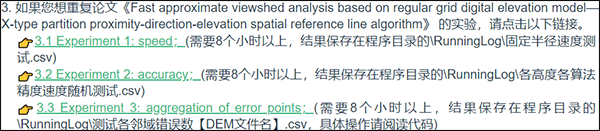 3. 如果您想重复论文《Fast approximate viewshed analysis based on regular grid digital elevation model—
X-type partition proximity-direction-elevation spatial reference line algorithm》 的实验，请点击以下链接。
👉3.1 Experiment 1: speed；(需要8个小时以上，结果保存在程序目录的\RunningLog\固定半径速度测
试.csv)
👉3.2 Experiment 2: accuracy；(需要8个小时以上，结果保存在程序目录的\RunningLog\各高度各算法
精度速度随机测试.csv)
👉3.3 Experiment 3: aggregation of error points；(需要8个小时以上，结果保存在程序目录的
\RunningLog\测试各邻域错误数【DEM文件名】.csv，具体操作请阅读代码)